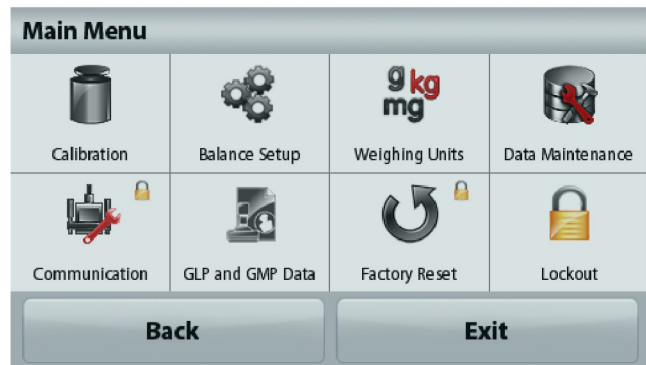 Main Menu
g kg
mg
Calibration
Balance Setup
Weighing Units
Data Maintenance
Communication
GLP and GMP Data
Factory Reset
Lockout
Back
Exit